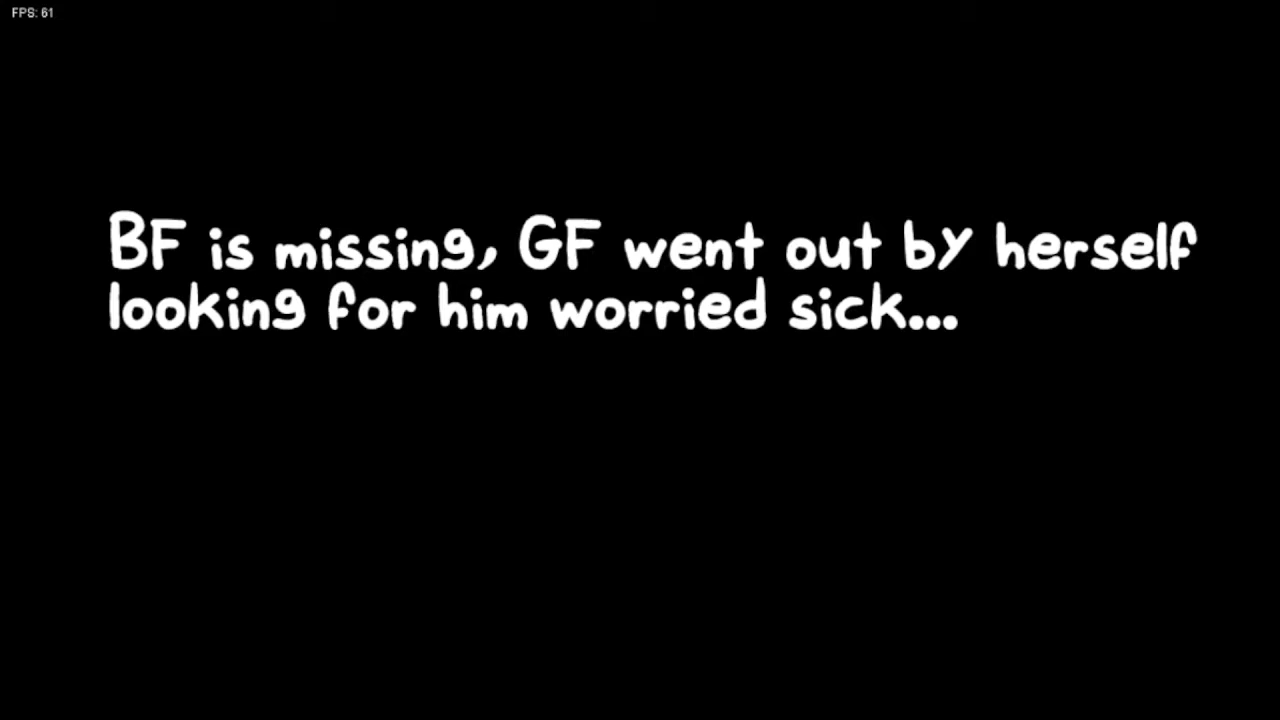 FPS: 61
BF is missing, GF went out by herself
looking for him worried sick...